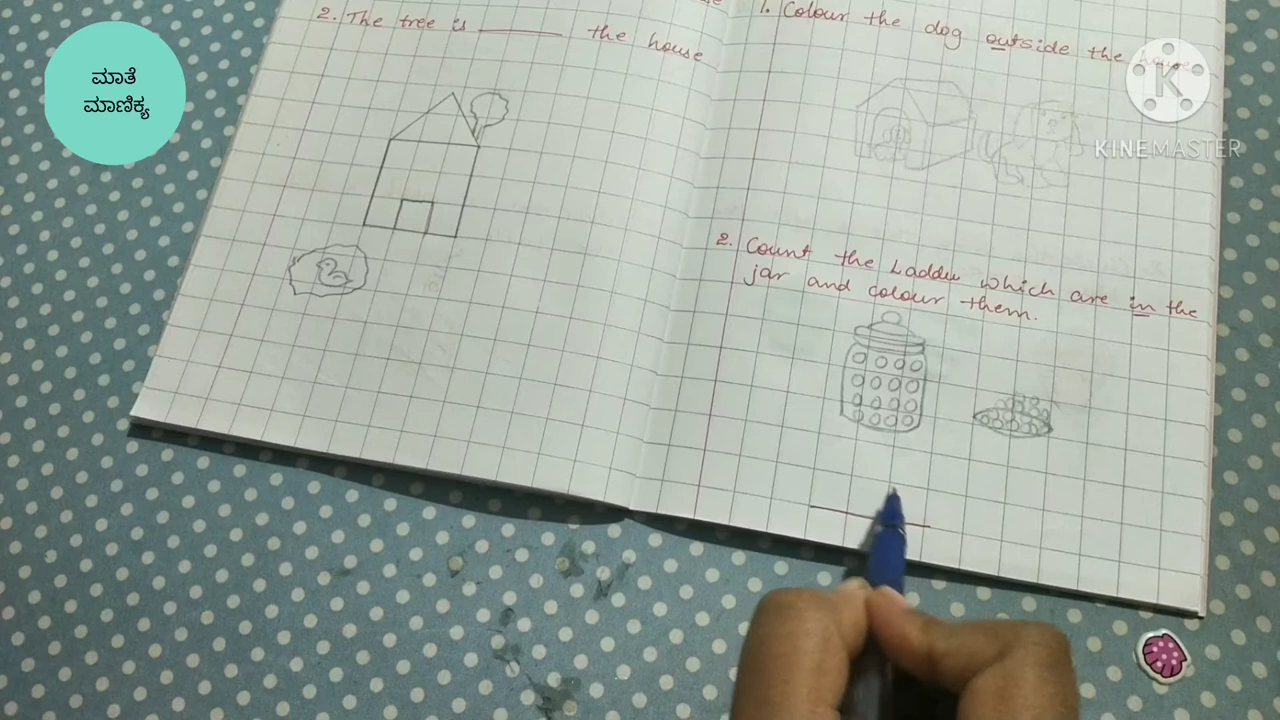 ಮಾತೆ
ಮಾಣಿಕ್ಯ
2. The tree is ______ the house
1. Colour the dog outside the house
KINEMASTER
2. Count the Laddu which are in the
jar and colour them.